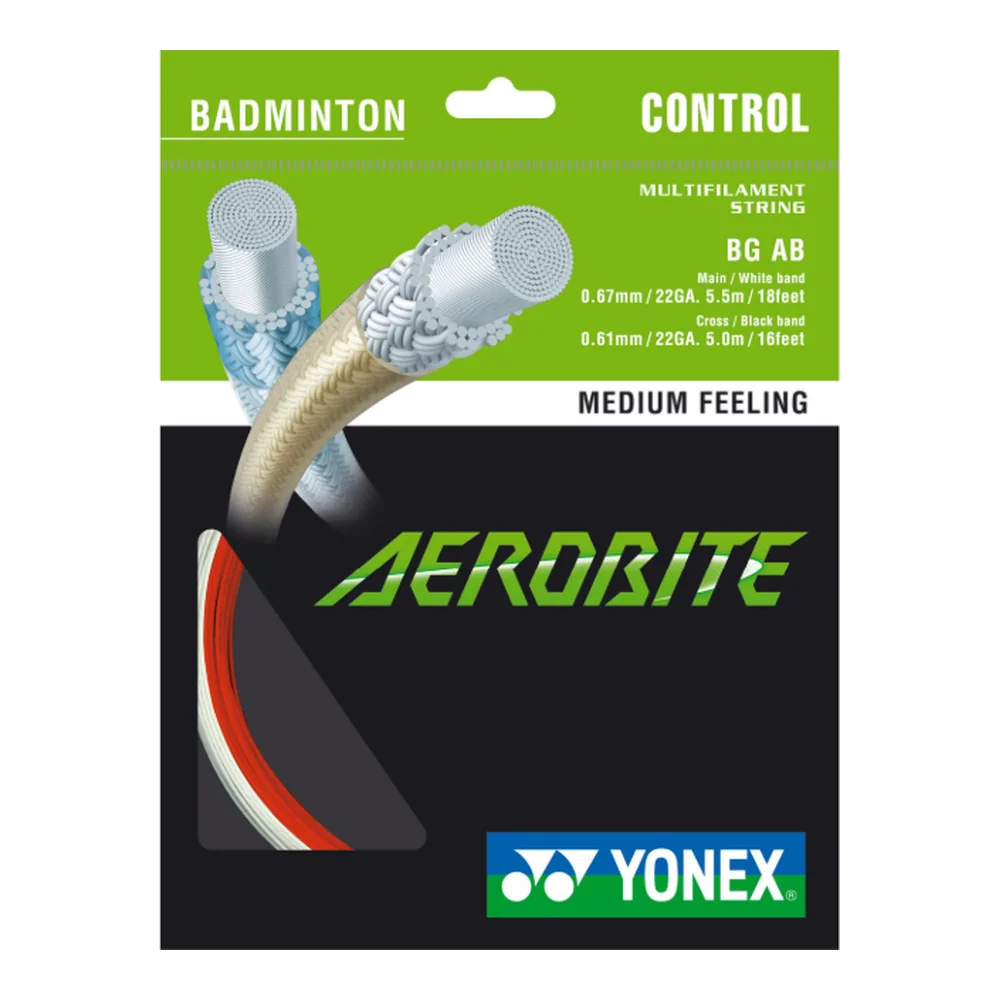 BADMINTON
CONTROL
MULTIFILAMENT
STRING
BG AB
Main / White band
0.67mm / 22GA. 5.5m / 18feet
Cross / Black band
0.61mm / 22GA. 5.0m / 16feet
MEDIUM FEELING
AEROBITE
YONEX®